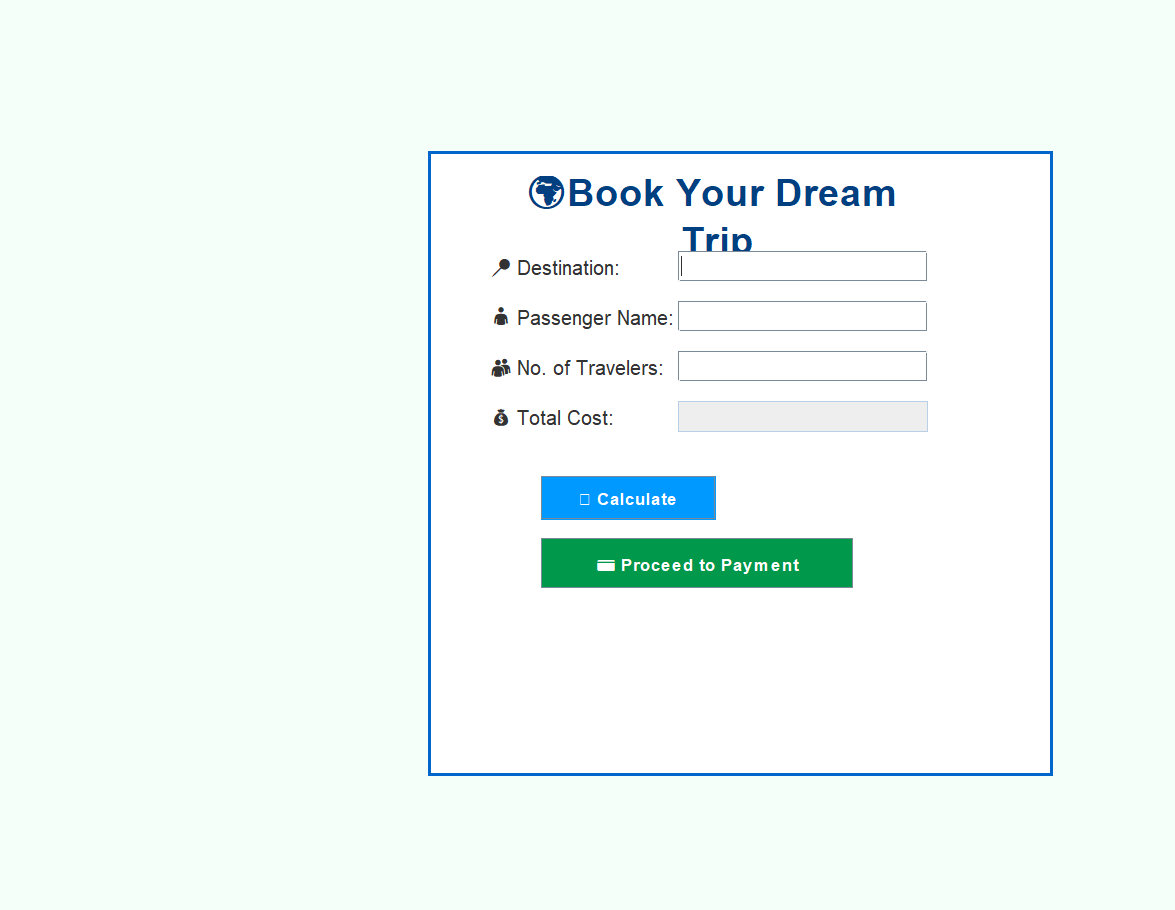 🌍Book Your Dream
Trip
📍 Destination:
👤 Passenger Name:
👥 No. of Travelers:
💰 Total Cost:
▯ Calculate
💳 Proceed to Payment